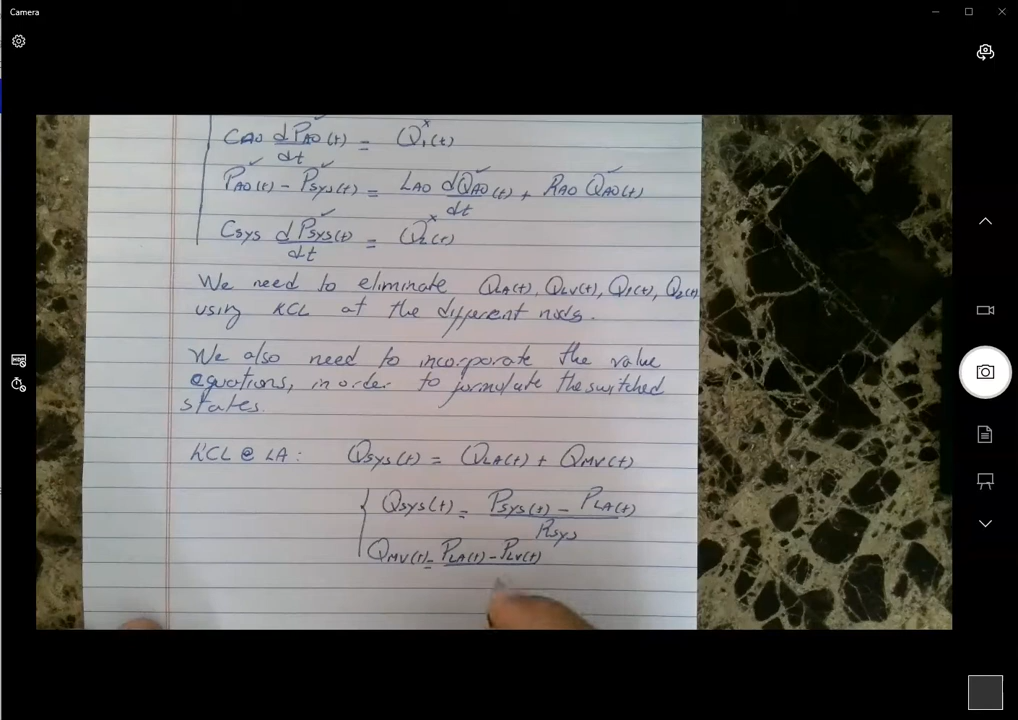 Camera
CAO dPAO(t)/dt = Q1(t)
PAO(t) - PSYS(t) = LAO dQAO(t)/dt + RAO QAO(t)
CSYS dPSYS(t)/dt = Q2(t)
We need to eliminate QLA(t), QLV(t), Q1(t), Q2(t)
using KCL at the different nods.
We also need to incorporate the value
equations, in order to formulate the switched
states.
KCL @ LA: QSYS(t) = QLA(t) + QMV(t)
QSYS(t) = PSYS(t) - PLA(t)
RSYS
QMV(t) = PLA(t) - PLV(t)